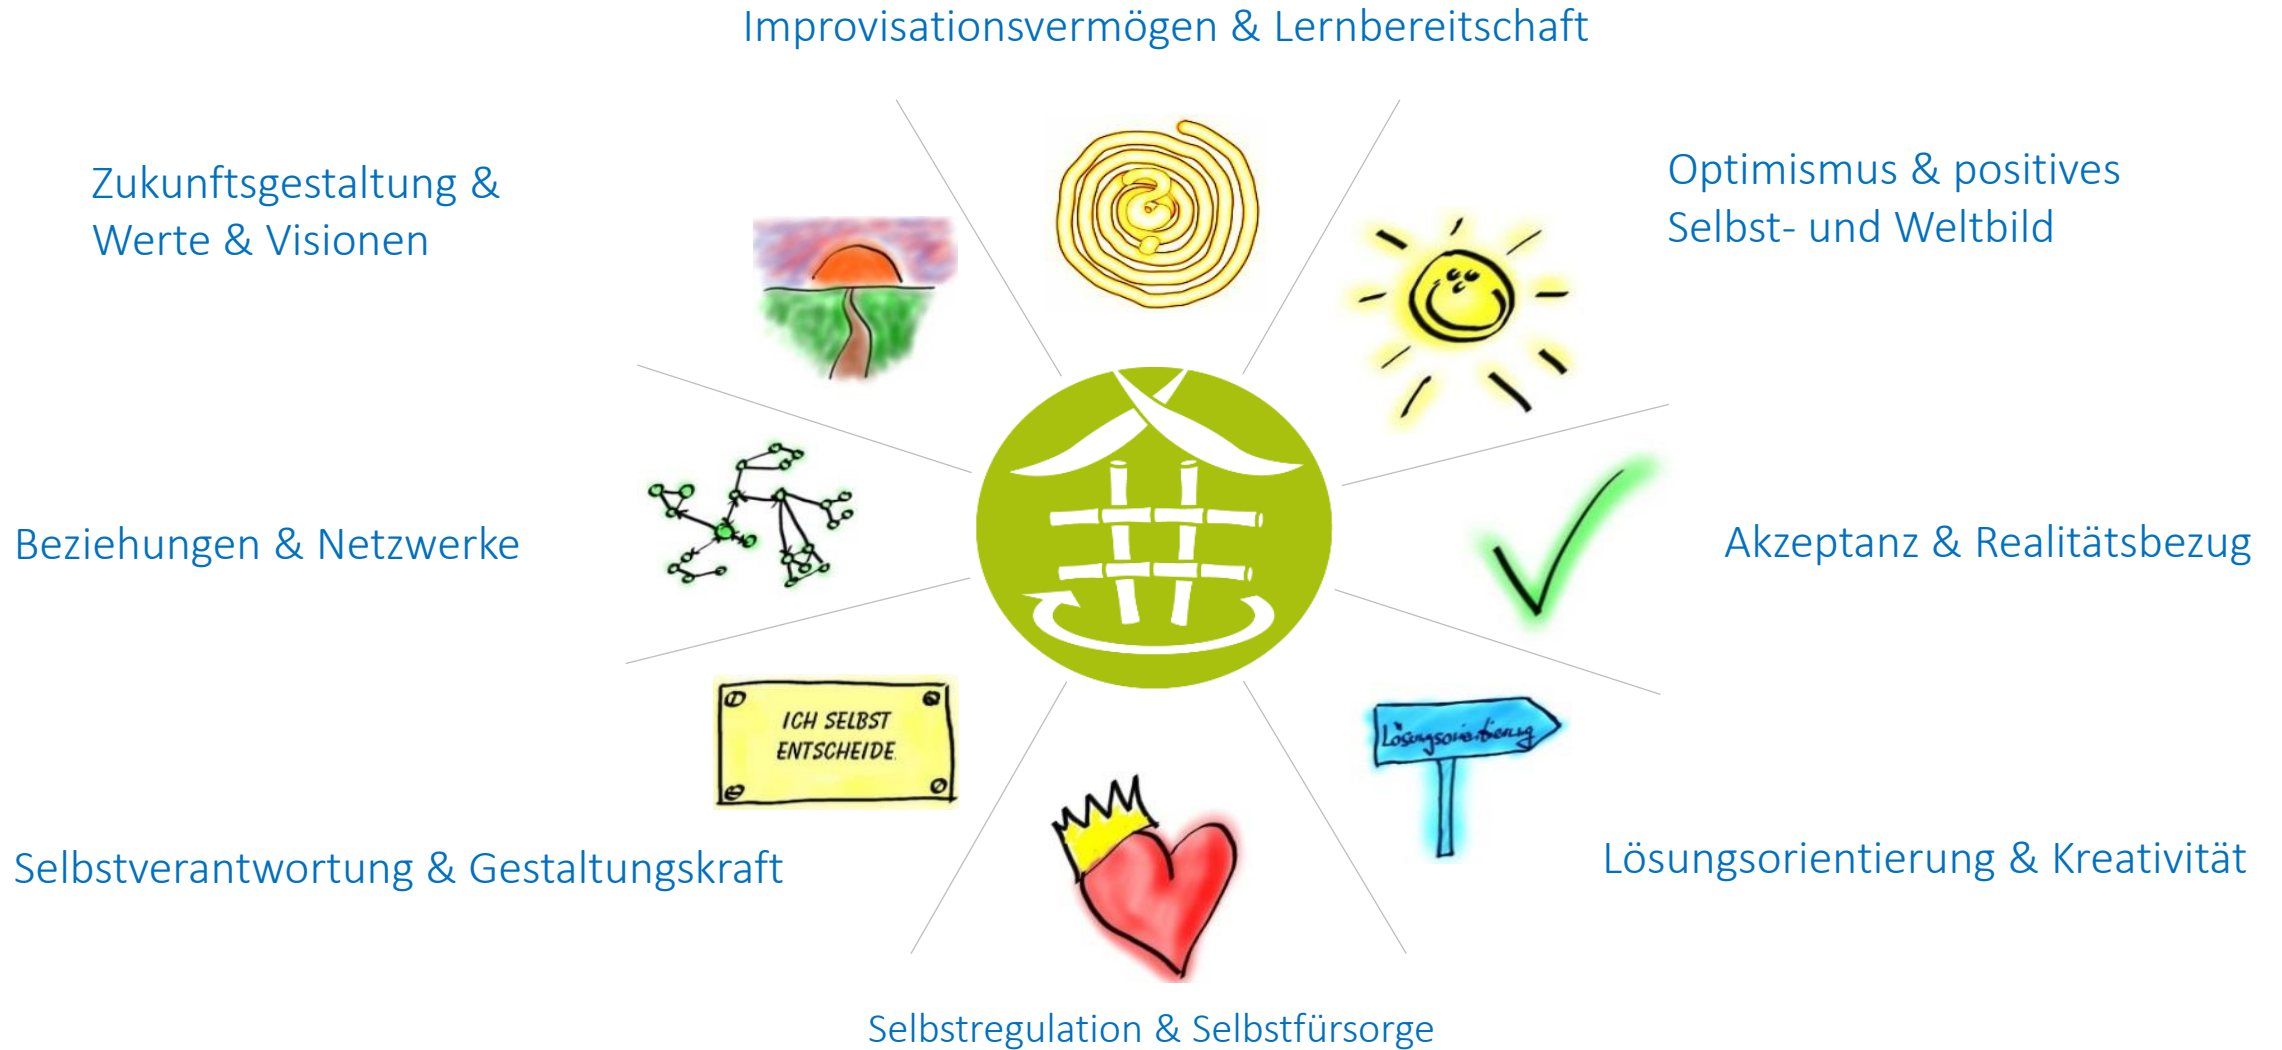 Improvisationsvermögen & Lernbereitschaft
Zukunftsgestaltung &
Werte & Visionen
Optimismus & positives
Selbst- und Weltbild
Beziehungen & Netzwerke
Akzeptanz & Realitätsbezug
ICH SELBST
ENTSCHEIDE.
Lösungsorientierung
Selbstverantwortung & Gestaltungskraft
Lösungsorientierung & Kreativität
Selbstregulation & Selbstfürsorge